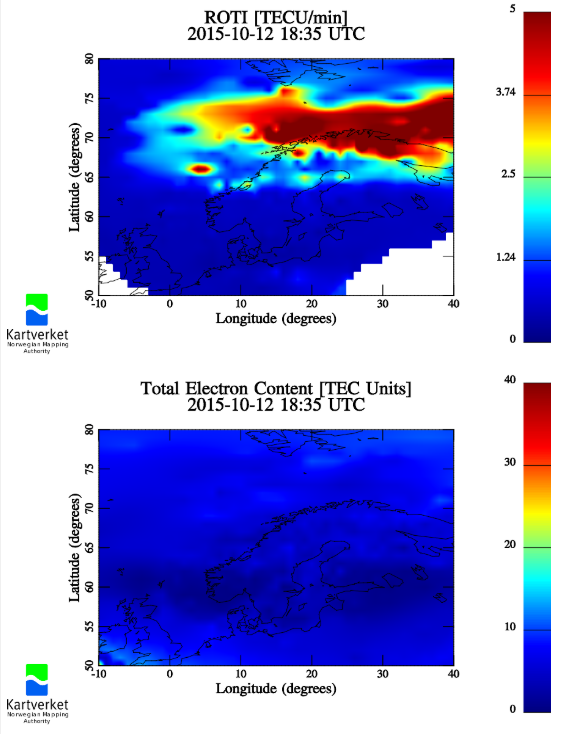 ROTI [TECU/min]
2015-10-12 18:35 UTC
80
75
70
65
60
55
50
Latitude (degrees)
-10
0
10
20
30
40
Longitude (degrees)
5
3.74
2.5
1.24
0
Kartverket
Norwegian Mapping
Authority
Total Electron Content [TEC Units]
2015-10-12 18:35 UTC
80
75
70
65
60
55
50
Latitude (degrees)
-10
0
10
20
30
40
Longitude (degrees)
40
30
20
10
0
Kartverket
Norwegian Mapping
Authority